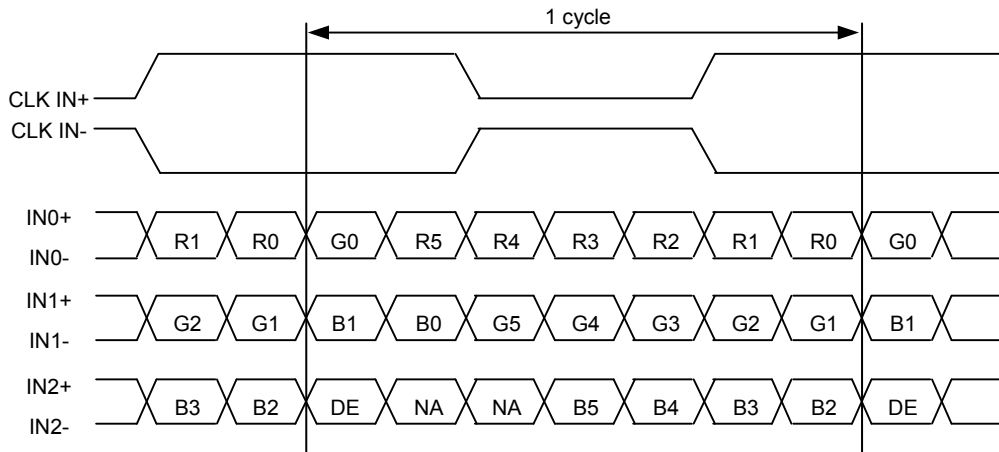 1 cycle
CLK IN+
CLK IN-
IN0+
R1 R0 G0 R5 R4 R3 R2 R1 R0 G0
IN0-
IN1+
G2 G1 B1 B0 G5 G4 G3 G2 G1 B1
IN1-
IN2+
B3 B2 DE NA NA B5 B4 B3 B2 DE
IN2-